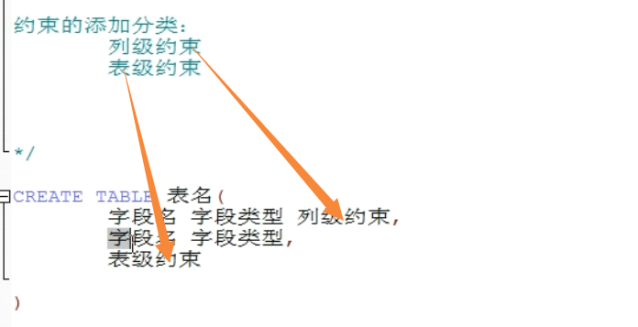 约束的添加分类：
列级约束
表级约束
*/
CREATE TABLE 表名(
字段名 字段类型 列级约束,
字段名 字段类型,
表级约束
)